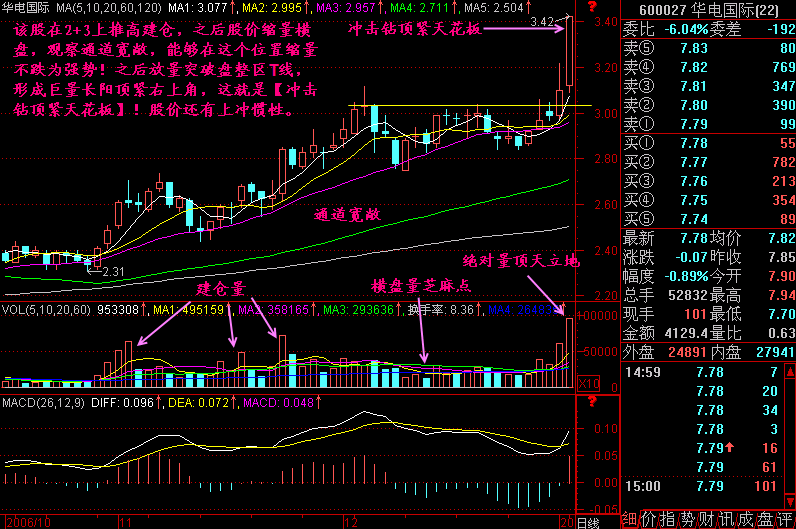 华电国际 MA(5,10,20,60,120) MA1: 3.077↑, MA2: 2.995↑, MA3: 2.957↑, MA4: 2.711↑, MA5: 2.504↑ ?
该股在2+3上推高建仓，之后股价缩量横
盘，观察通道宽敞，能够在这个位置缩量
不跌为强势！之后放量突破盘整区T线，
形成巨量长阳顶紧右上角，这就是【冲击
钻顶紧天花板】！股价还有上冲惯性。
冲击钻顶紧天花板
3.42
3.40
3.20
3.00
2.80
2.60
2.40
2.20
2.31
通道宽敞
建仓量
横盘量芝麻点
绝对量顶天立地
VOL(5,10,20,60) 953308↑, MA1: 495159↑, MA2: 358165↑, MA3: 293636↑, 换手率: 8.36↑, MA4: 26483
100000
50000
X10
MACD(26,12,9) DIFF: 0.096↑, DEA: 0.072↑, MACD: 0.048↑ ?
0.10
0.05
0.00
-0.05
2006/10 11 12 20 日线
600027 华电国际(22)
委比 -6.04% 委差 -192
卖⑤ 7.83 80
卖④ 7.82 769
卖③ 7.81 347
卖② 7.80 390
卖① 7.79 99
买① 7.78 55
买② 7.77 782
买③ 7.76 213
买④ 7.75 354
买⑤ 7.74 89
最新 7.78 均价 7.82
涨跌 -0.07 昨收 7.85
幅度 -0.89% 今开 7.90
总手 52832 最高 7.94
现手 101 最低 7.70
金额 4129.4 量比 0.63
外盘 24891 内盘 27941
14:59 7.78 7
7.78 20
7.78 34
7.78 3
7.79↑ 16
7.79 61
15:00 7.79 101
细 价 指 势 财 讯 成 盘 评